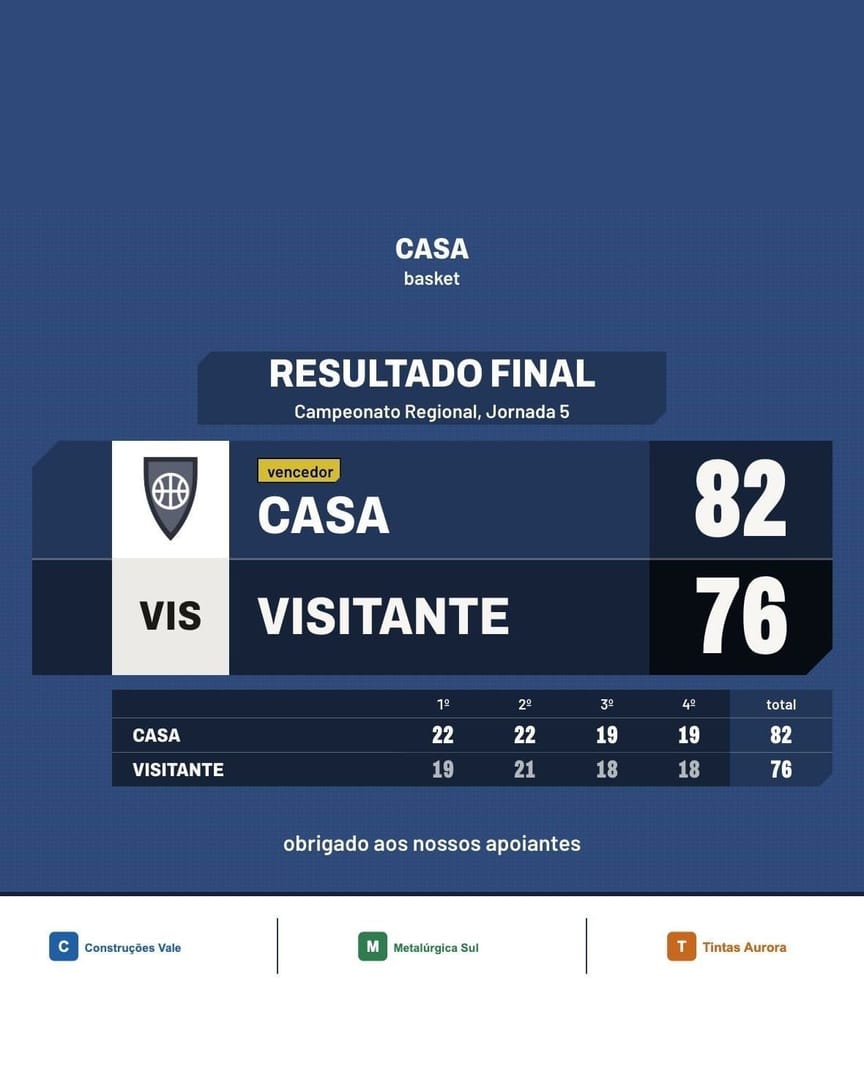 CASA
basket
RESULTADO FINAL
Campeonato Regional, Jornada 5
vencedor
CASA
82
VIS
VISITANTE
76
1º 2º 3º 4º total
CASA 22 22 19 19 82
VISITANTE 19 21 18 18 76
obrigado aos nossos apoiantes
C Construções Vale
M Metalúrgica Sul
T Tintas Aurora